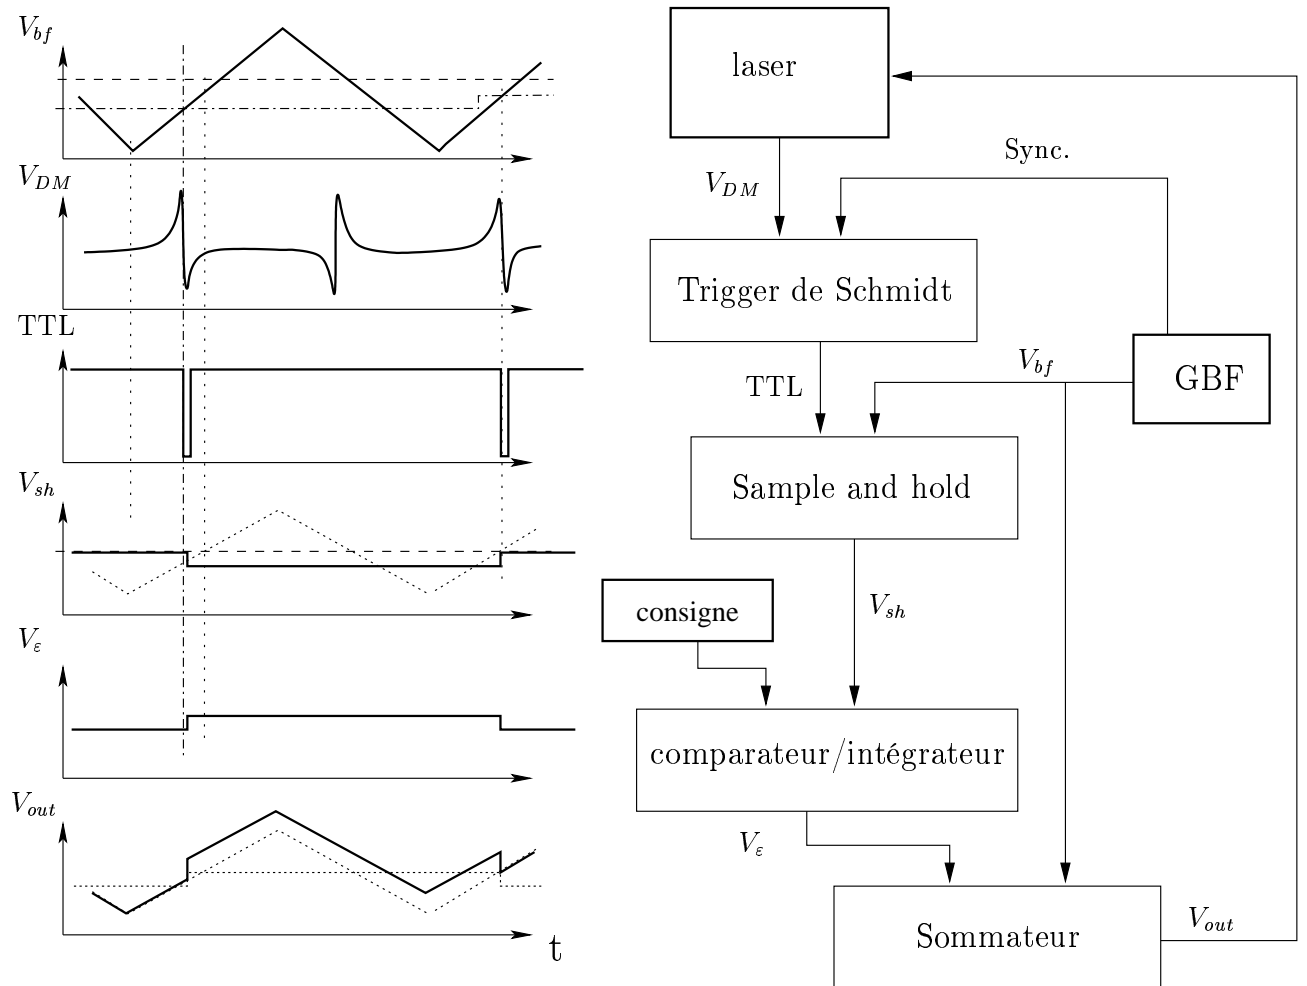 V_bf
V_DM
TTL
V_sh
V_ε
V_out
t
laser
Sync.
V_DM
Trigger de Schmidt
V_bf
GBF
TTL
Sample and hold
consigne
V_sh
comparateur/intégrateur
V_ε
Sommateur
V_out